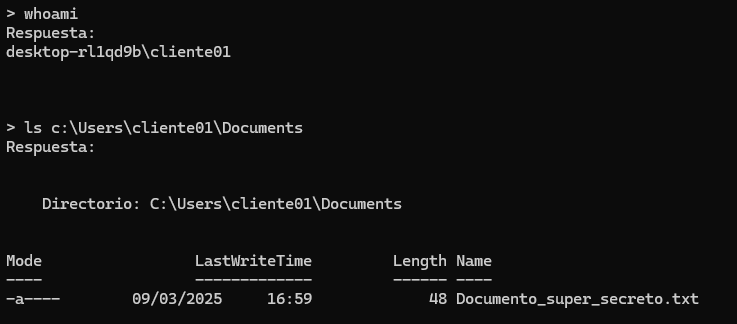 > whoami
Respuesta:
desktop-rl1qd9b\cliente01
> ls c:\Users\cliente01\Documents
Respuesta:
Directorio: C:\Users\cliente01\Documents
Mode LastWriteTime Length Name
---- ------------- ------ ----
-a---- 09/03/2025 16:59 48 Documento_super_secreto.txt